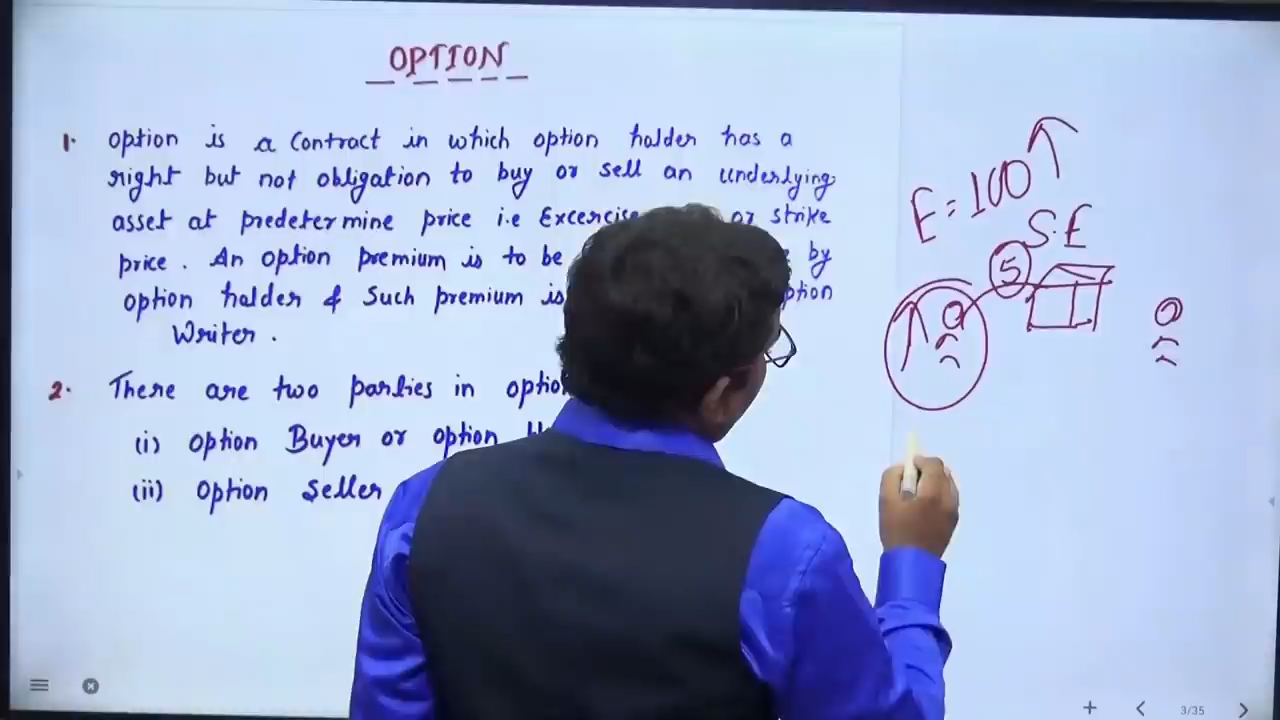 OPTION
1. option is a Contract in which option holder has a
right but not obligation to buy or sell an underlying
asset at predetermine price i.e Excercise or strike
price. An option premium is to be by
option holder & Such premium is
Writer.
2. There are two parties in
(i) option Buyer or option
(ii) option Seller
E=100
S.E
5
3/35